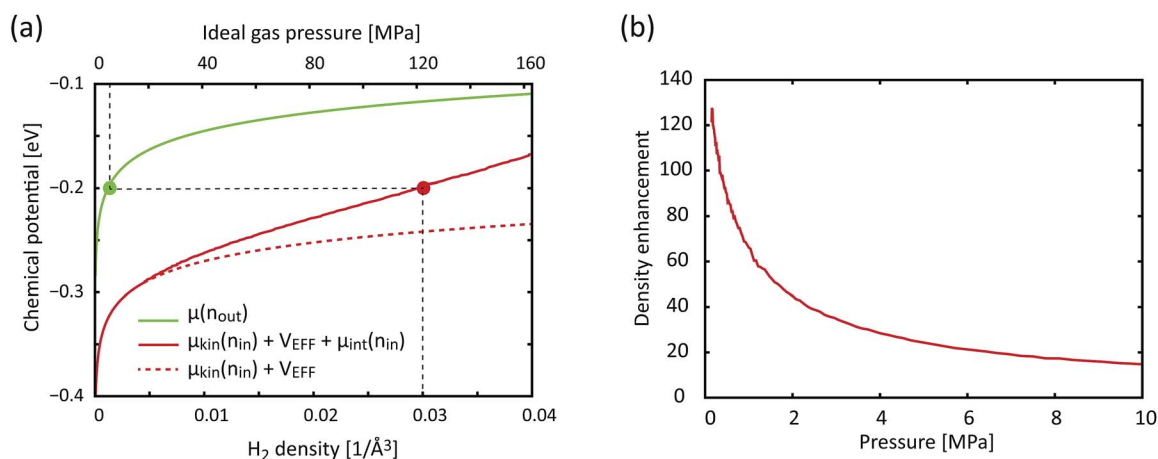 (a)
Ideal gas pressure [MPa]
0 40 80 120 160
Chemical potential [eV]
−0.1
−0.2
−0.3
−0.4
μ(nout)
μkin(nin) + VEFF + μint(nin)
μkin(nin) + VEFF
0 0.01 0.02 0.03 0.04
H2 density [1/Å3]
(b)
Density enhancement
140
120
100
80
60
40
20
0
0 2 4 6 8 10
Pressure [MPa]